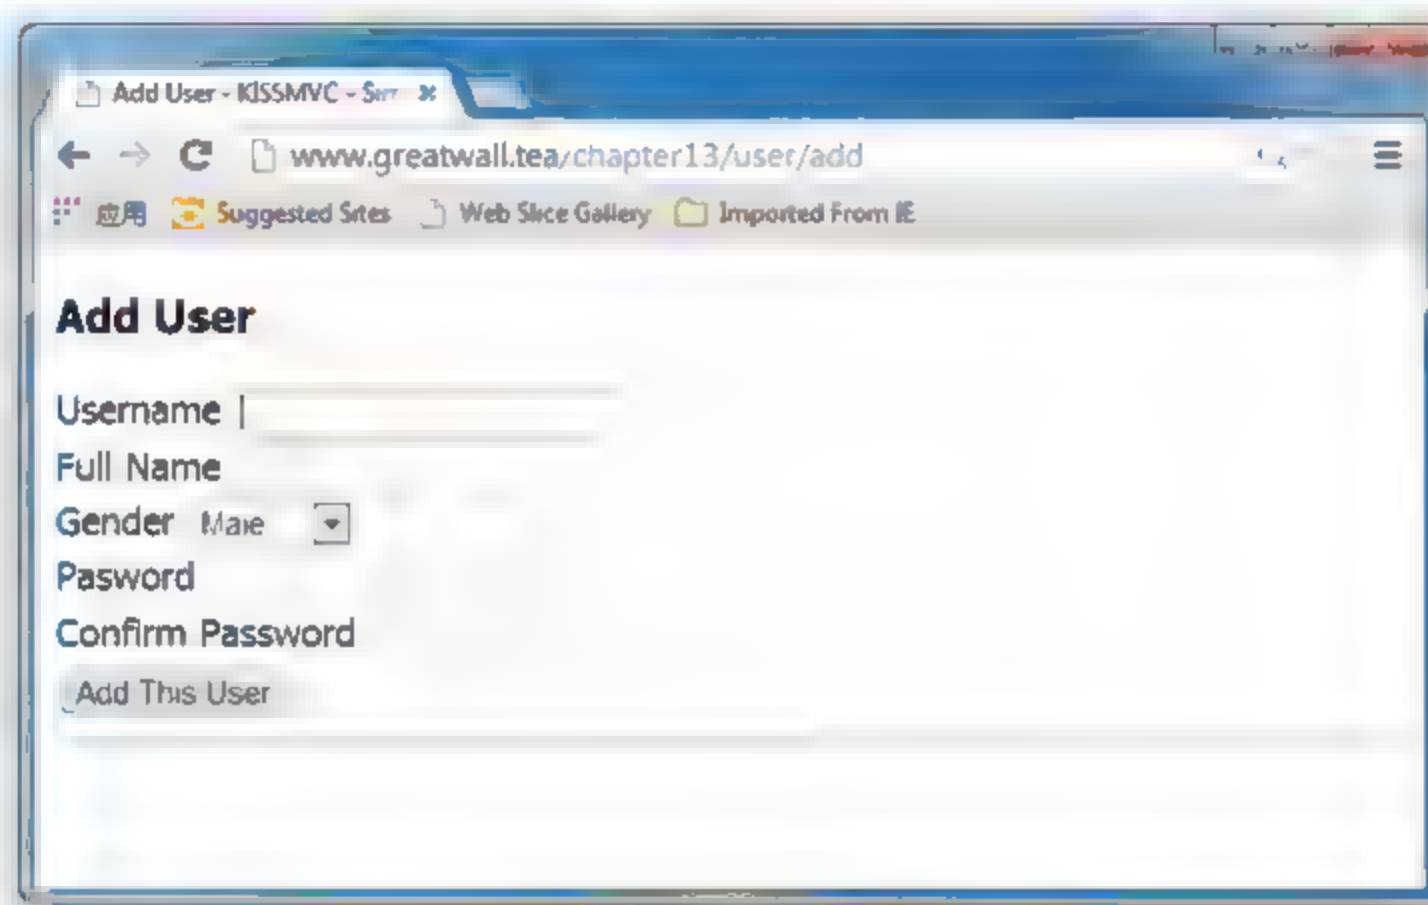 Add User - KISSMVC - Sim
www.greatwall.tea/chapter13/user/add
应用 Suggested Sites Web Slice Gallery Imported From IE
Add User
Username
Full Name
Gender Male
Pasword
Confirm Password
Add This User